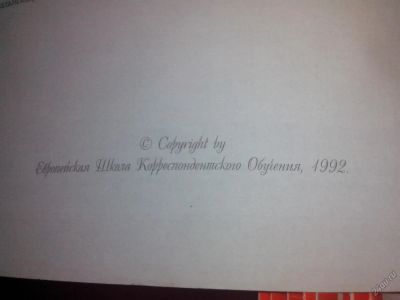 © Copyright by
Европейская Школа Корреспондентского Обучения, 1992.